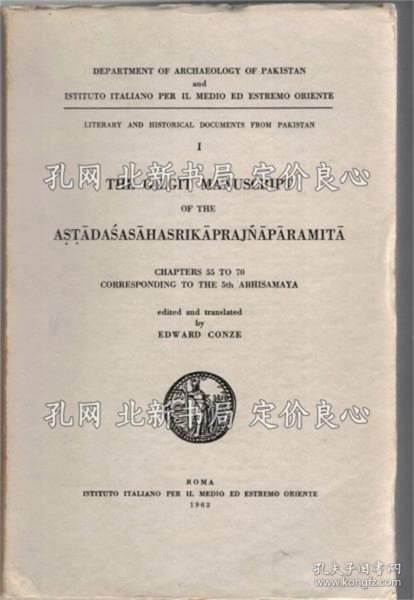 DEPARTMENT OF ARCHAEOLOGY OF PAKISTAN
and
ISTITUTO ITALIANO PER IL MEDIO ED ESTREMO ORIENTE
LITERARY AND HISTORICAL DOCUMENTS FROM PAKISTAN
I
孔网 北新书局 定价良心
THE GILGIT MANUSCRIPT
OF THE
AṢṬĀDAŚASĀHASRIKĀPRAJÑĀPĀRAMITĀ
CHAPTERS 55 TO 70
CORRESPONDING TO THE 5th ABHISAMAYA
edited and translated
by
EDWARD CONZE
孔网 北新书局 定价良心
ROMA
ISTITUTO ITALIANO PER IL MEDIO ED ESTREMO ORIENTE
1962
孔夫子旧书网
www.kongfz.com